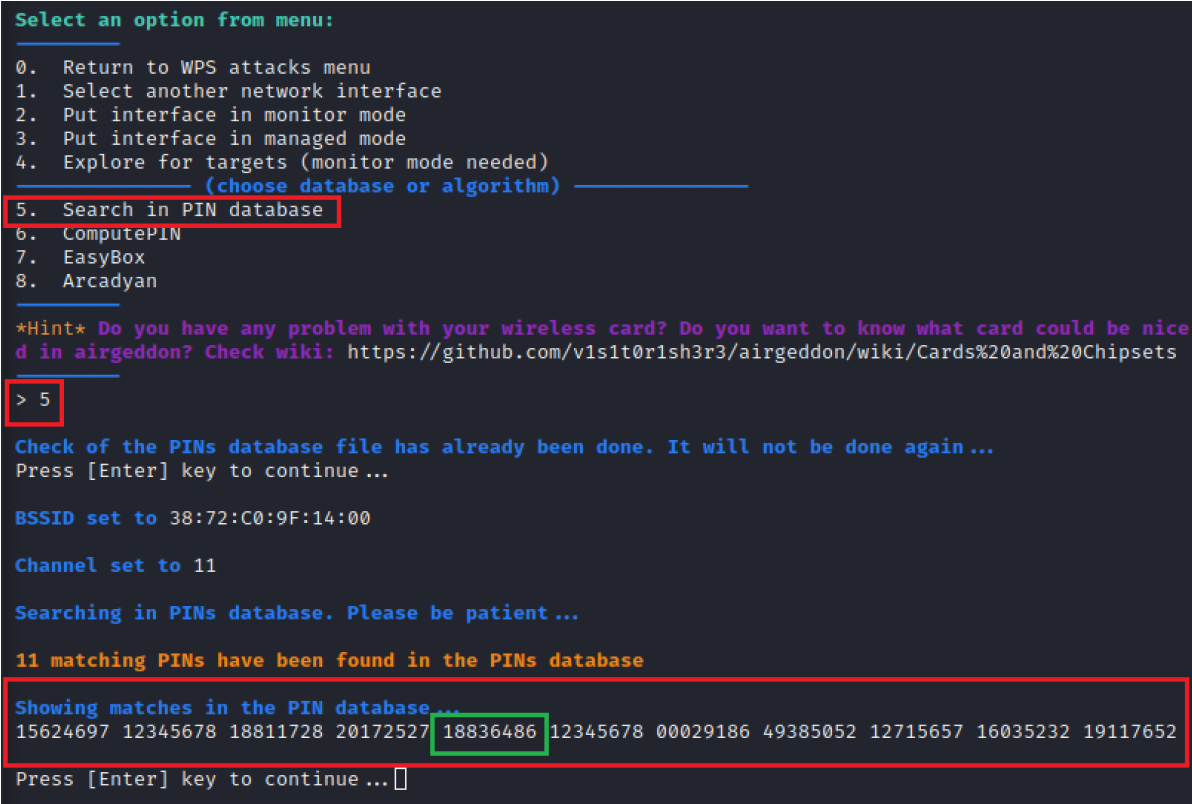 Select an option from menu:
0. Return to WPS attacks menu
1. Select another network interface
2. Put interface in monitor mode
3. Put interface in managed mode
4. Explore for targets (monitor mode needed)
(choose database or algorithm)
5. Search in PIN database
6. ComputePIN
7. EasyBox
8. Arcadyan
*Hint* Do you have any problem with your wireless card? Do you want to know what card could be nice
d in airgeddon? Check wiki: https://github.com/v1s1t0r1sh3r3/airgeddon/wiki/Cards%20and%20Chipsets
> 5
Check of the PINs database file has already been done. It will not be done again...
Press [Enter] key to continue...
BSSID set to 38:72:C0:9F:14:00
Channel set to 11
Searching in PINs database. Please be patient...
11 matching PINs have been found in the PINs database
Showing matches in the PIN database...
15624697 12345678 18811728 20172527 18836486 12345678 00029186 49385052 12715657 16035232 19117652
Press [Enter] key to continue...